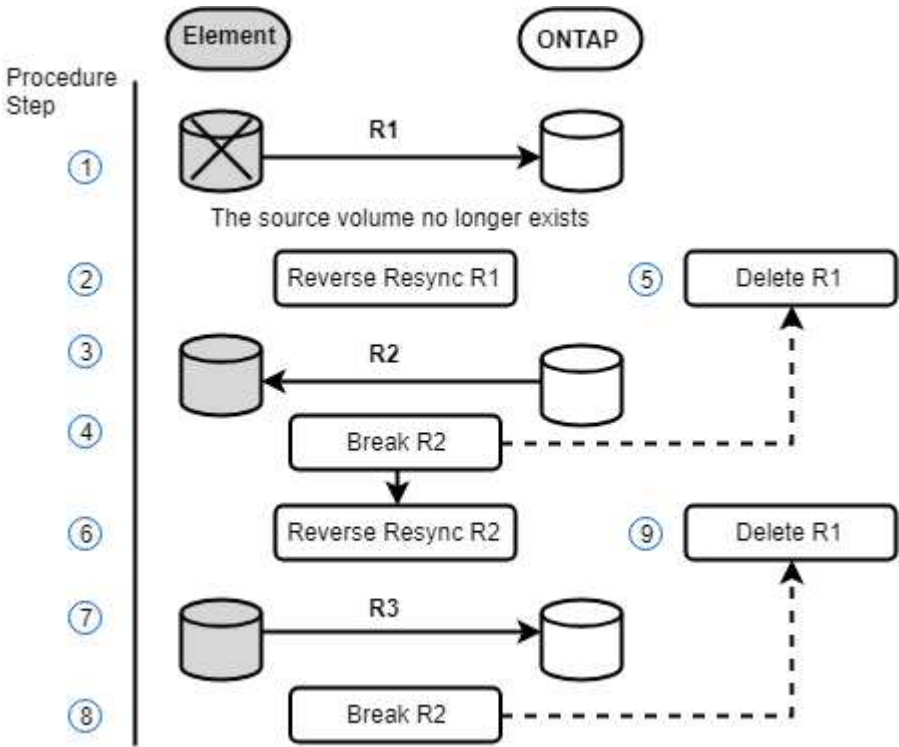 Element
ONTAP
Procedure
Step
R1
1
The source volume no longer exists
2
Reverse Resync R1
5
Delete R1
3
R2
4
Break R2
6
Reverse Resync R2
9
Delete R1
7
R3
8
Break R2